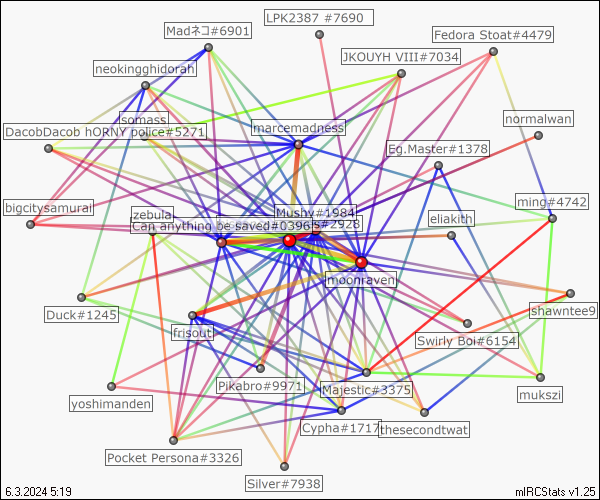 LPK2387 #7690
Madネコ#6901
Fedora Stoat#4479
JKOUYH VIII#7034
neokingghidorah
somass
normalwan
marcemadness
DacobDacob hORNY police#5271
Eg.Master#1378
bigcitysamurai
ming#4742
zebula
Mushy#1984
eliakith
Can anything be saved#0396
s#2928
moonraven
Duck#1245
shawntee9
frisout
Swirly Boi#6154
Pikabro#9971
Majestic#3375
mukszi
yoshimanden
Cypha#1717
thesecondtwat
Pocket Persona#3326
Silver#7938
6.3.2024 5:19
mIRCStats v1.25